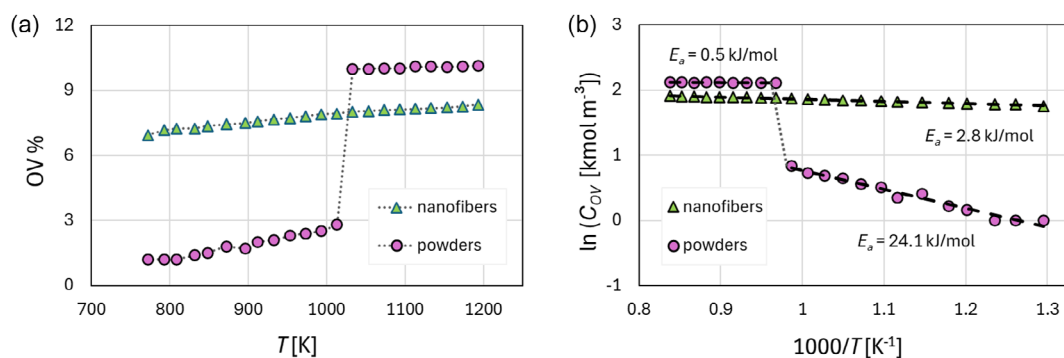 (a)
12
9
6
3
0
OV %
700
800
900
1000
1100
1200
T [K]
nanofibers
powders
(b)
3
2
1
0
-1
ln (C_OV [kmol m⁻³])
0.8
0.9
1
1.1
1.2
1.3
1000/T [K⁻¹]
E_a = 0.5 kJ/mol
E_a = 2.8 kJ/mol
nanofibers
powders
E_a = 24.1 kJ/mol